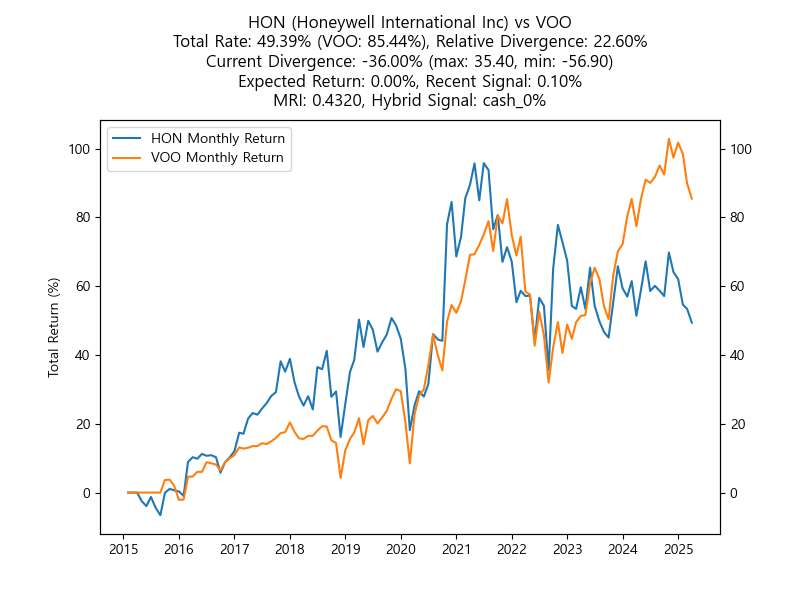 HON (Honeywell International Inc) vs VOO
Total Rate: 49.39% (VOO: 85.44%), Relative Divergence: 22.60%
Current Divergence: -36.00% (max: 35.40, min: -56.90)
Expected Return: 0.00%, Recent Signal: 0.10%
MRI: 0.4320, Hybrid Signal: cash_0%
HON Monthly Return
VOO Monthly Return
Total Return (%)
100 100
80 80
60 60
40 40
20 20
0 0
2015 2016 2017 2018 2019 2020 2021 2022 2023 2024 2025